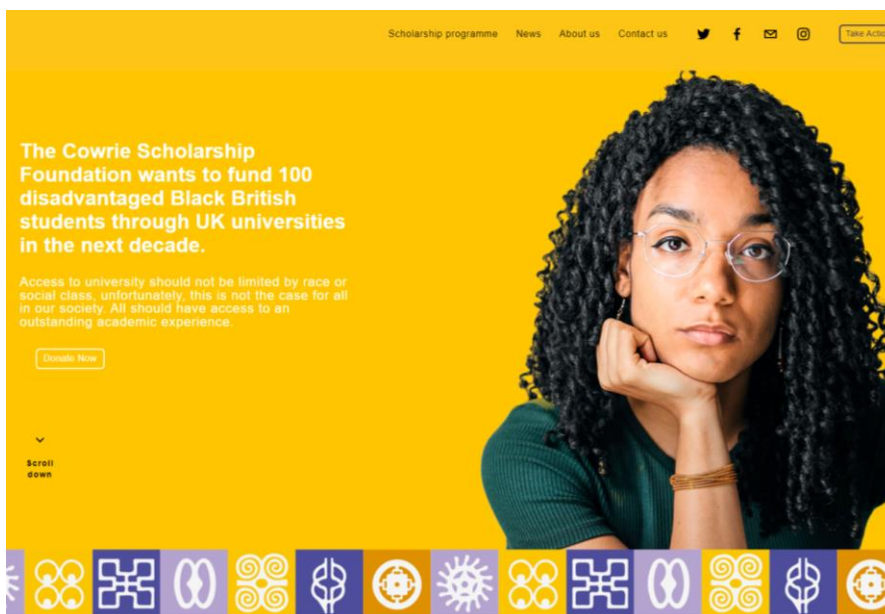 Scholarship programme News About us Contact us Take Actio
The Cowrie Scholarship
Foundation wants to fund 100
disadvantaged Black British
students through UK universities
in the next decade.
Access to university should not be limited by race or
social class, unfortunately, this is not the case for all
in our society. All should have access to an
outstanding academic experience.
Donate Now
Scroll
down